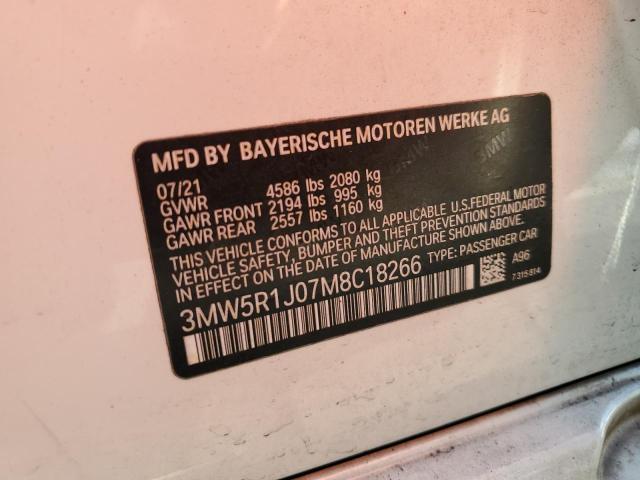 MFD BY BAYERISCHE MOTOREN WERKE AG
07/21
GVWR 4586 lbs 2080 kg
GAWR FRONT 2194 lbs 995 kg
GAWR REAR 2557 lbs 1160 kg
THIS VEHICLE CONFORMS TO ALL APPLICABLE U.S.FEDERAL MOTOR
VEHICLE SAFETY, BUMPER AND THEFT PREVENTION STANDARDS
IN EFFECT ON THE DATE OF MANUFACTURE SHOWN ABOVE.
3MW5R1J07M8C18266 TYPE: PASSENGER CAR
A96
7 315 814